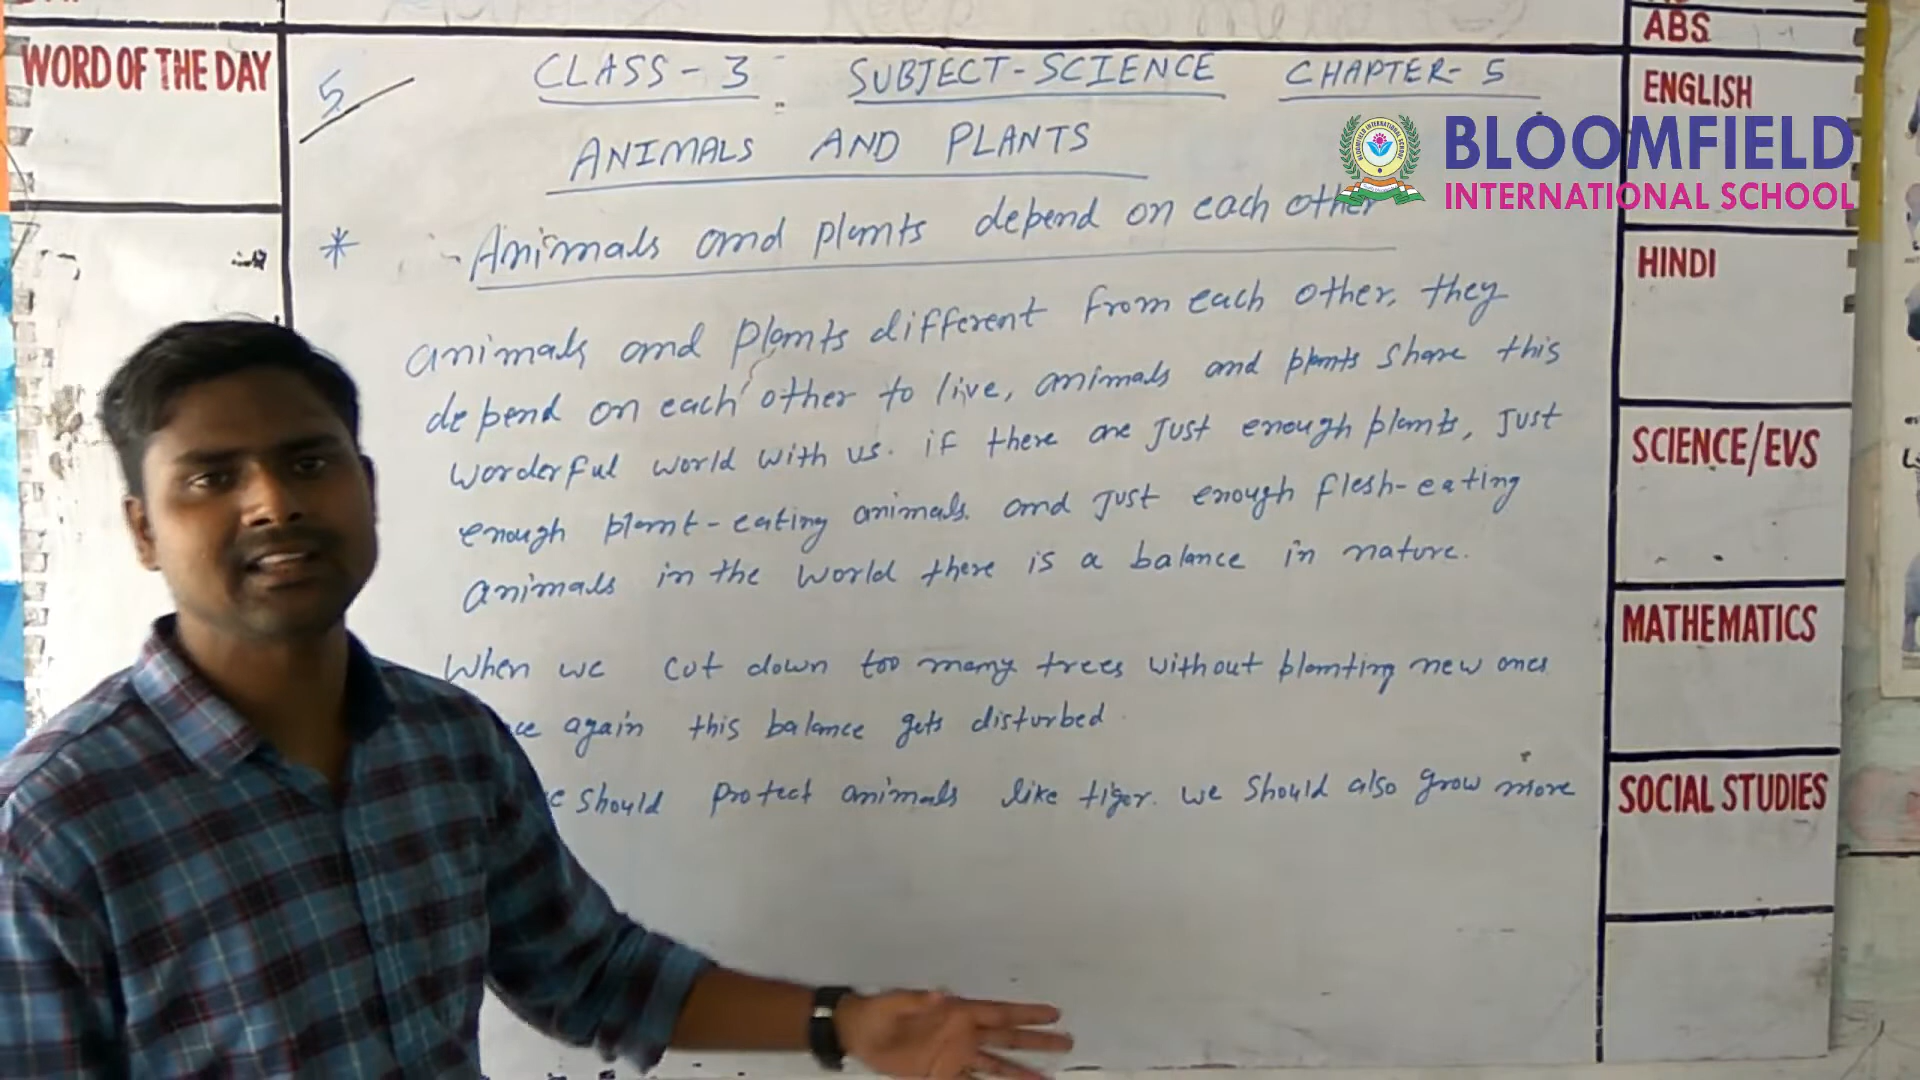 WORD OF THE DAY
5
CLASS - 3 SUBJECT - SCIENCE CHAPTER - 5
ANIMALS AND PLANTS
* Animals and plants depend on each other
animals and plants different from each other, they
depend on each other to live, animals and plants share this
worderful world with us. if there are just enough plants, just
enough plant-eating animals and just enough flesh-eating
animals in the world there is a balance in nature.
When we cut down too many trees without planting new ones
again this balance gets disturbed
should protect animals like tiger. we should also grow more
ABS
ENGLISH
HINDI
SCIENCE/EVS
MATHEMATICS
SOCIAL STUDIES
BLOOMFIELD
INTERNATIONAL SCHOOL